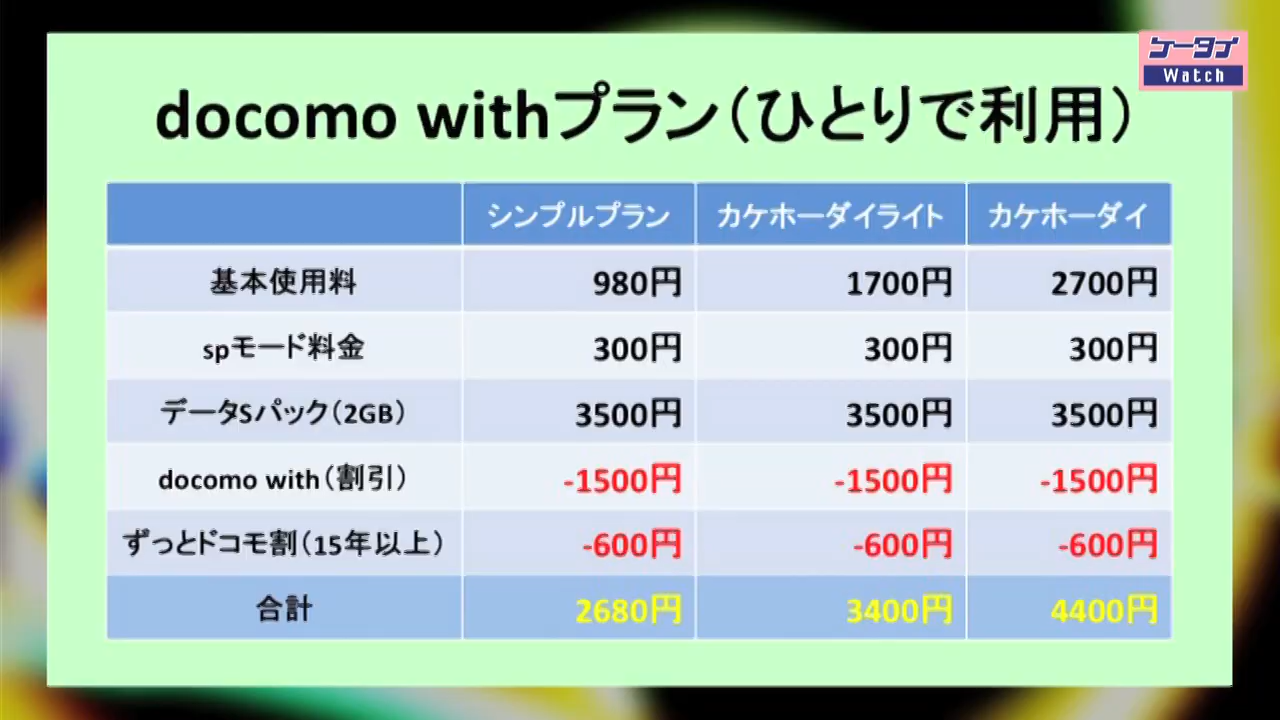 ケータイ
Watch
docomo withプラン（ひとりで利用）
シンプルプラン カケホーダイライト カケホーダイ
基本使用料 980円 1700円 2700円
spモード料金 300円 300円 300円
データSパック（2GB） 3500円 3500円 3500円
docomo with（割引） -1500円 -1500円 -1500円
ずっとドコモ割（15年以上） -600円 -600円 -600円
合計 2680円 3400円 4400円